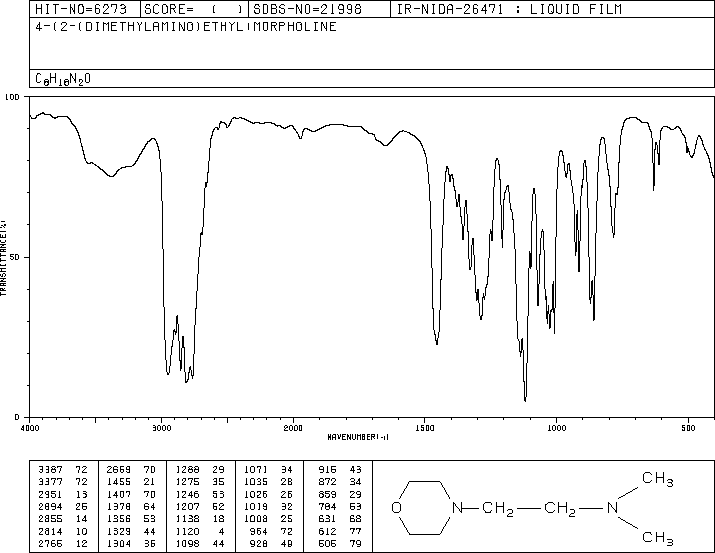 HIT-NO=6273 SCORE= ( ) SDBS-NO=21998 IR-NIDA-26471 : LIQUID FILM
4-(2-(DIMETHYLAMINO)ETHYL)MORPHOLINE
C8H18N2O
100
50
0
TRANSMITTANCE(%)
4000 3000 2000 1500 1000 500
WAVENUMBER(-1)
3387 72 2669 70 1288 29 1071 34 916 43
3377 72 1455 21 1275 35 1035 28 872 34
2951 13 1407 70 1246 53 1026 26 859 29
2894 26 1378 64 1207 52 1019 32 784 53
2855 14 1356 53 1138 18 1008 25 631 68
2814 10 1329 44 1120 4 964 72 612 77
2765 12 1304 35 1098 44 928 49 505 79
O N CH2 CH2 N CH3
CH3